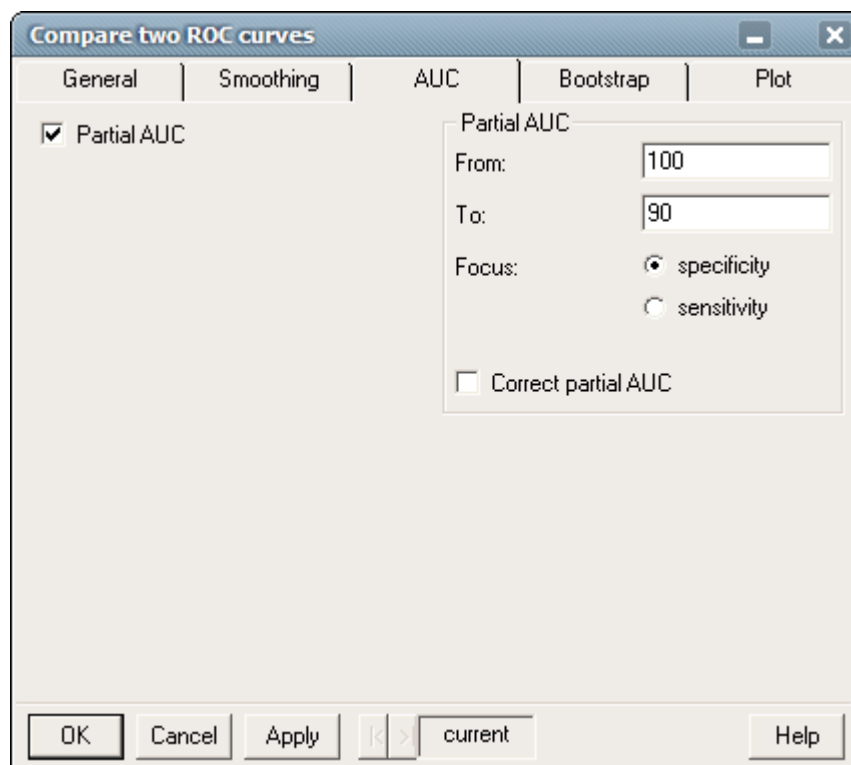 Compare two ROC curves
General Smoothing AUC Bootstrap Plot
Partial AUC
Partial AUC
From: 100
To: 90
Focus: specificity
sensitivity
Correct partial AUC
OK Cancel Apply |< >| current Help